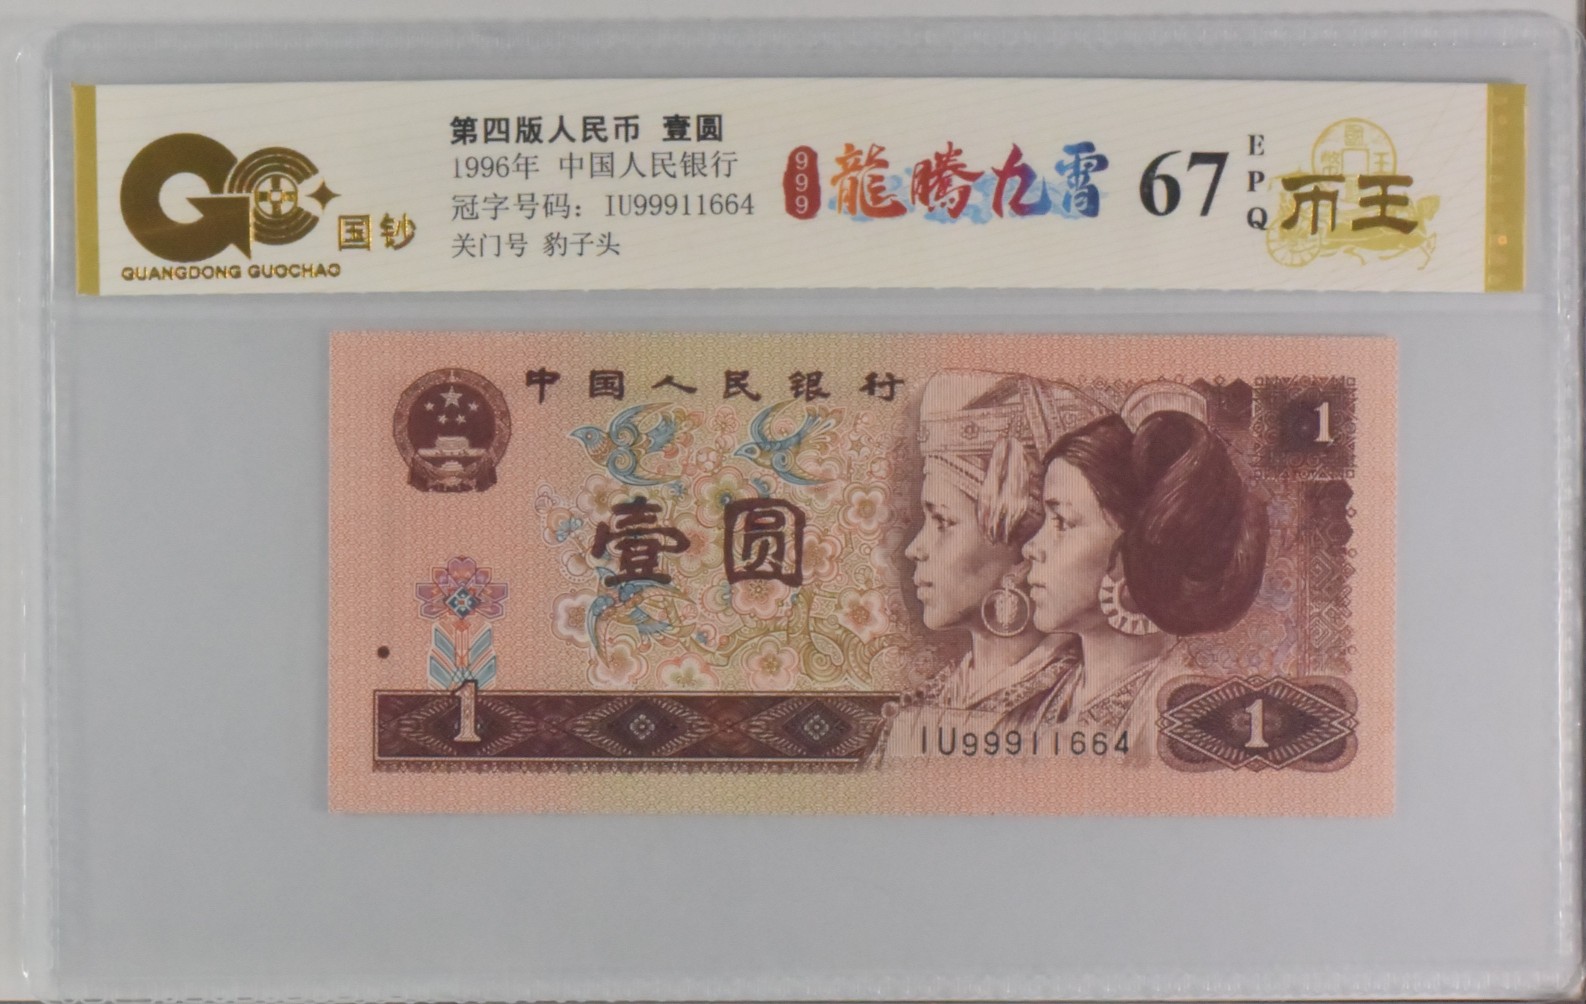 第四版人民币 壹圆
1996年 中国人民银行
冠字号码：IU99911664
关门号 豹子头
国钞
GUANGDONG GUOCHAO
999
龍騰九霄
67
EPQ
币王
中国人民银行
1
壹圆
1
IU99911664
1